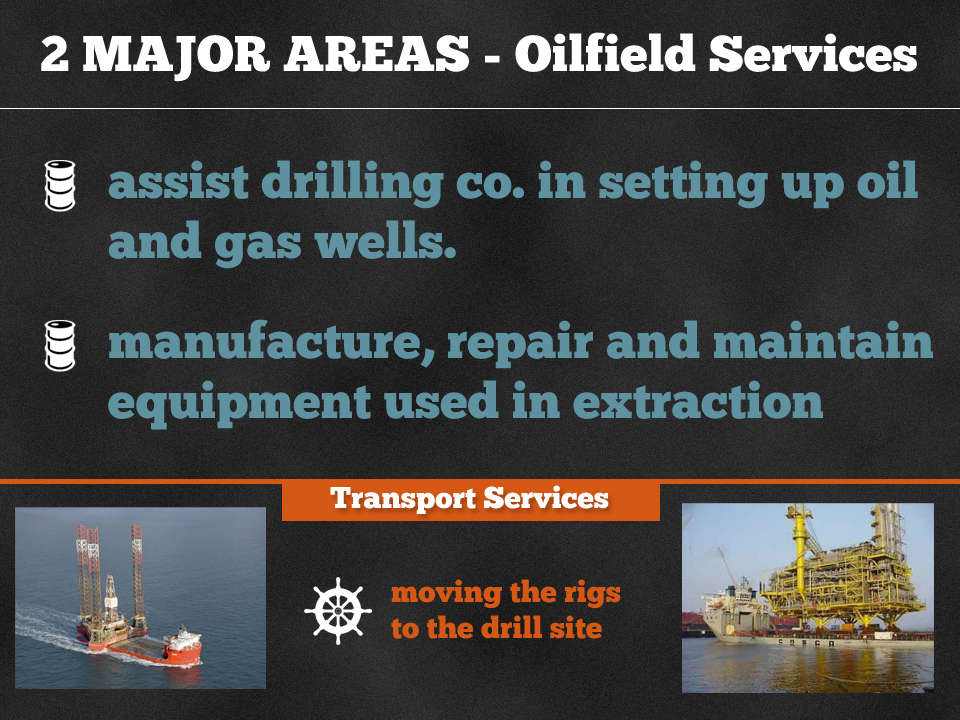 2 MAJOR AREAS - Oilfield Services
assist drilling co. in setting up oil
and gas wells.
manufacture, repair and maintain
equipment used in extraction
Transport Services
moving the rigs
to the drill site
COSCO